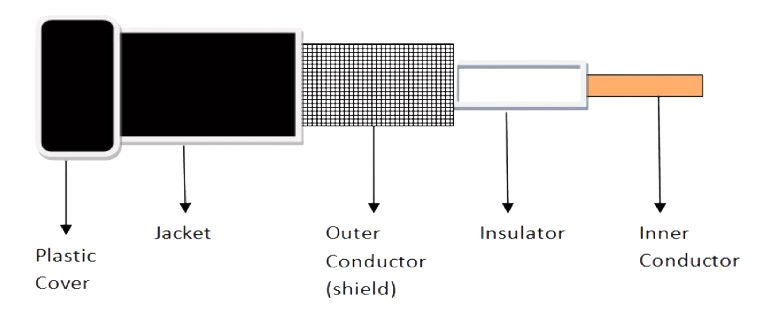 Plastic
Cover
Jacket
Outer
Conductor
(shield)
Insulator
Inner
Conductor